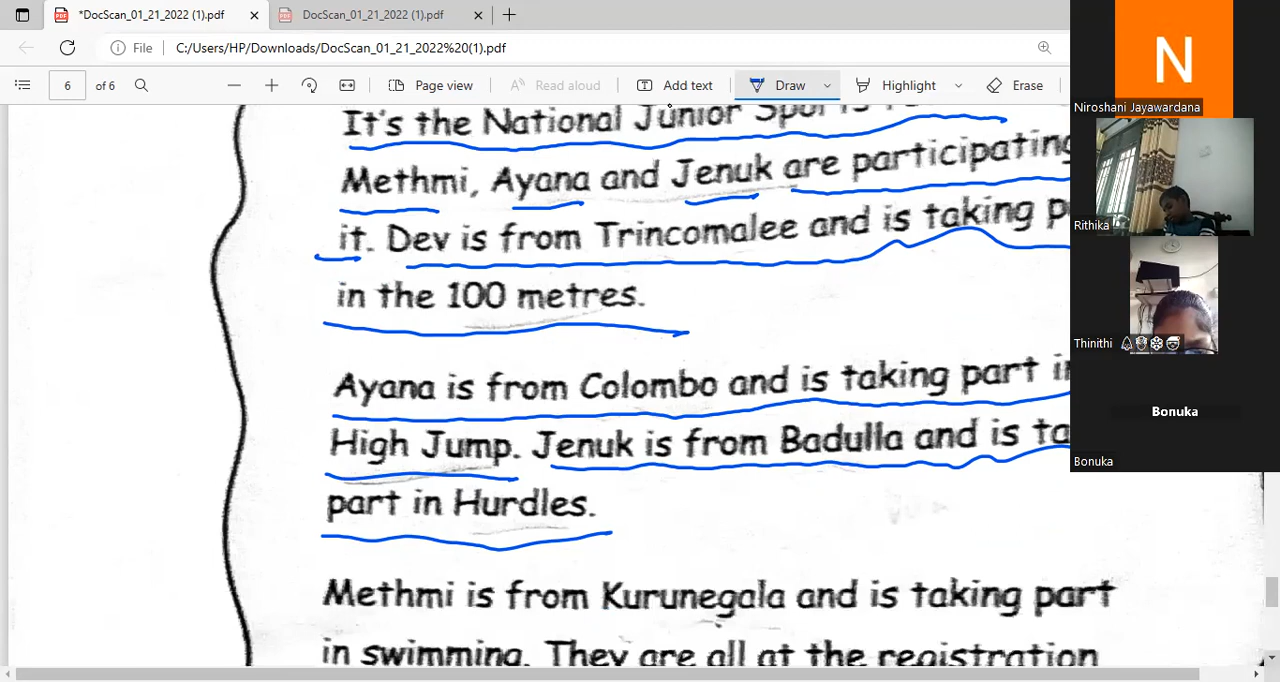 *DocScan_01_21_2022 (1).pdf
DocScan_01_21_2022 (1).pdf
File
C:/Users/HP/Downloads/DocScan_01_21_2022%20(1).pdf
6
of 6
Page view
Read aloud
Add text
Draw
Highlight
Erase
It's the National Junior
Methmi, Ayana and Jenuk are participating
it. Dev is from Trincomalee and is taking p
in the 100 metres.
Ayana is from Colombo and is taking part i
High Jump. Jenuk is from Badulla and is ta
part in Hurdles.
Methmi is from Kurunegala and is taking part
in swimming. They are all at the registration
N
Niroshani Jayawardana
Rithika
Thinithi
Bonuka
Bonuka